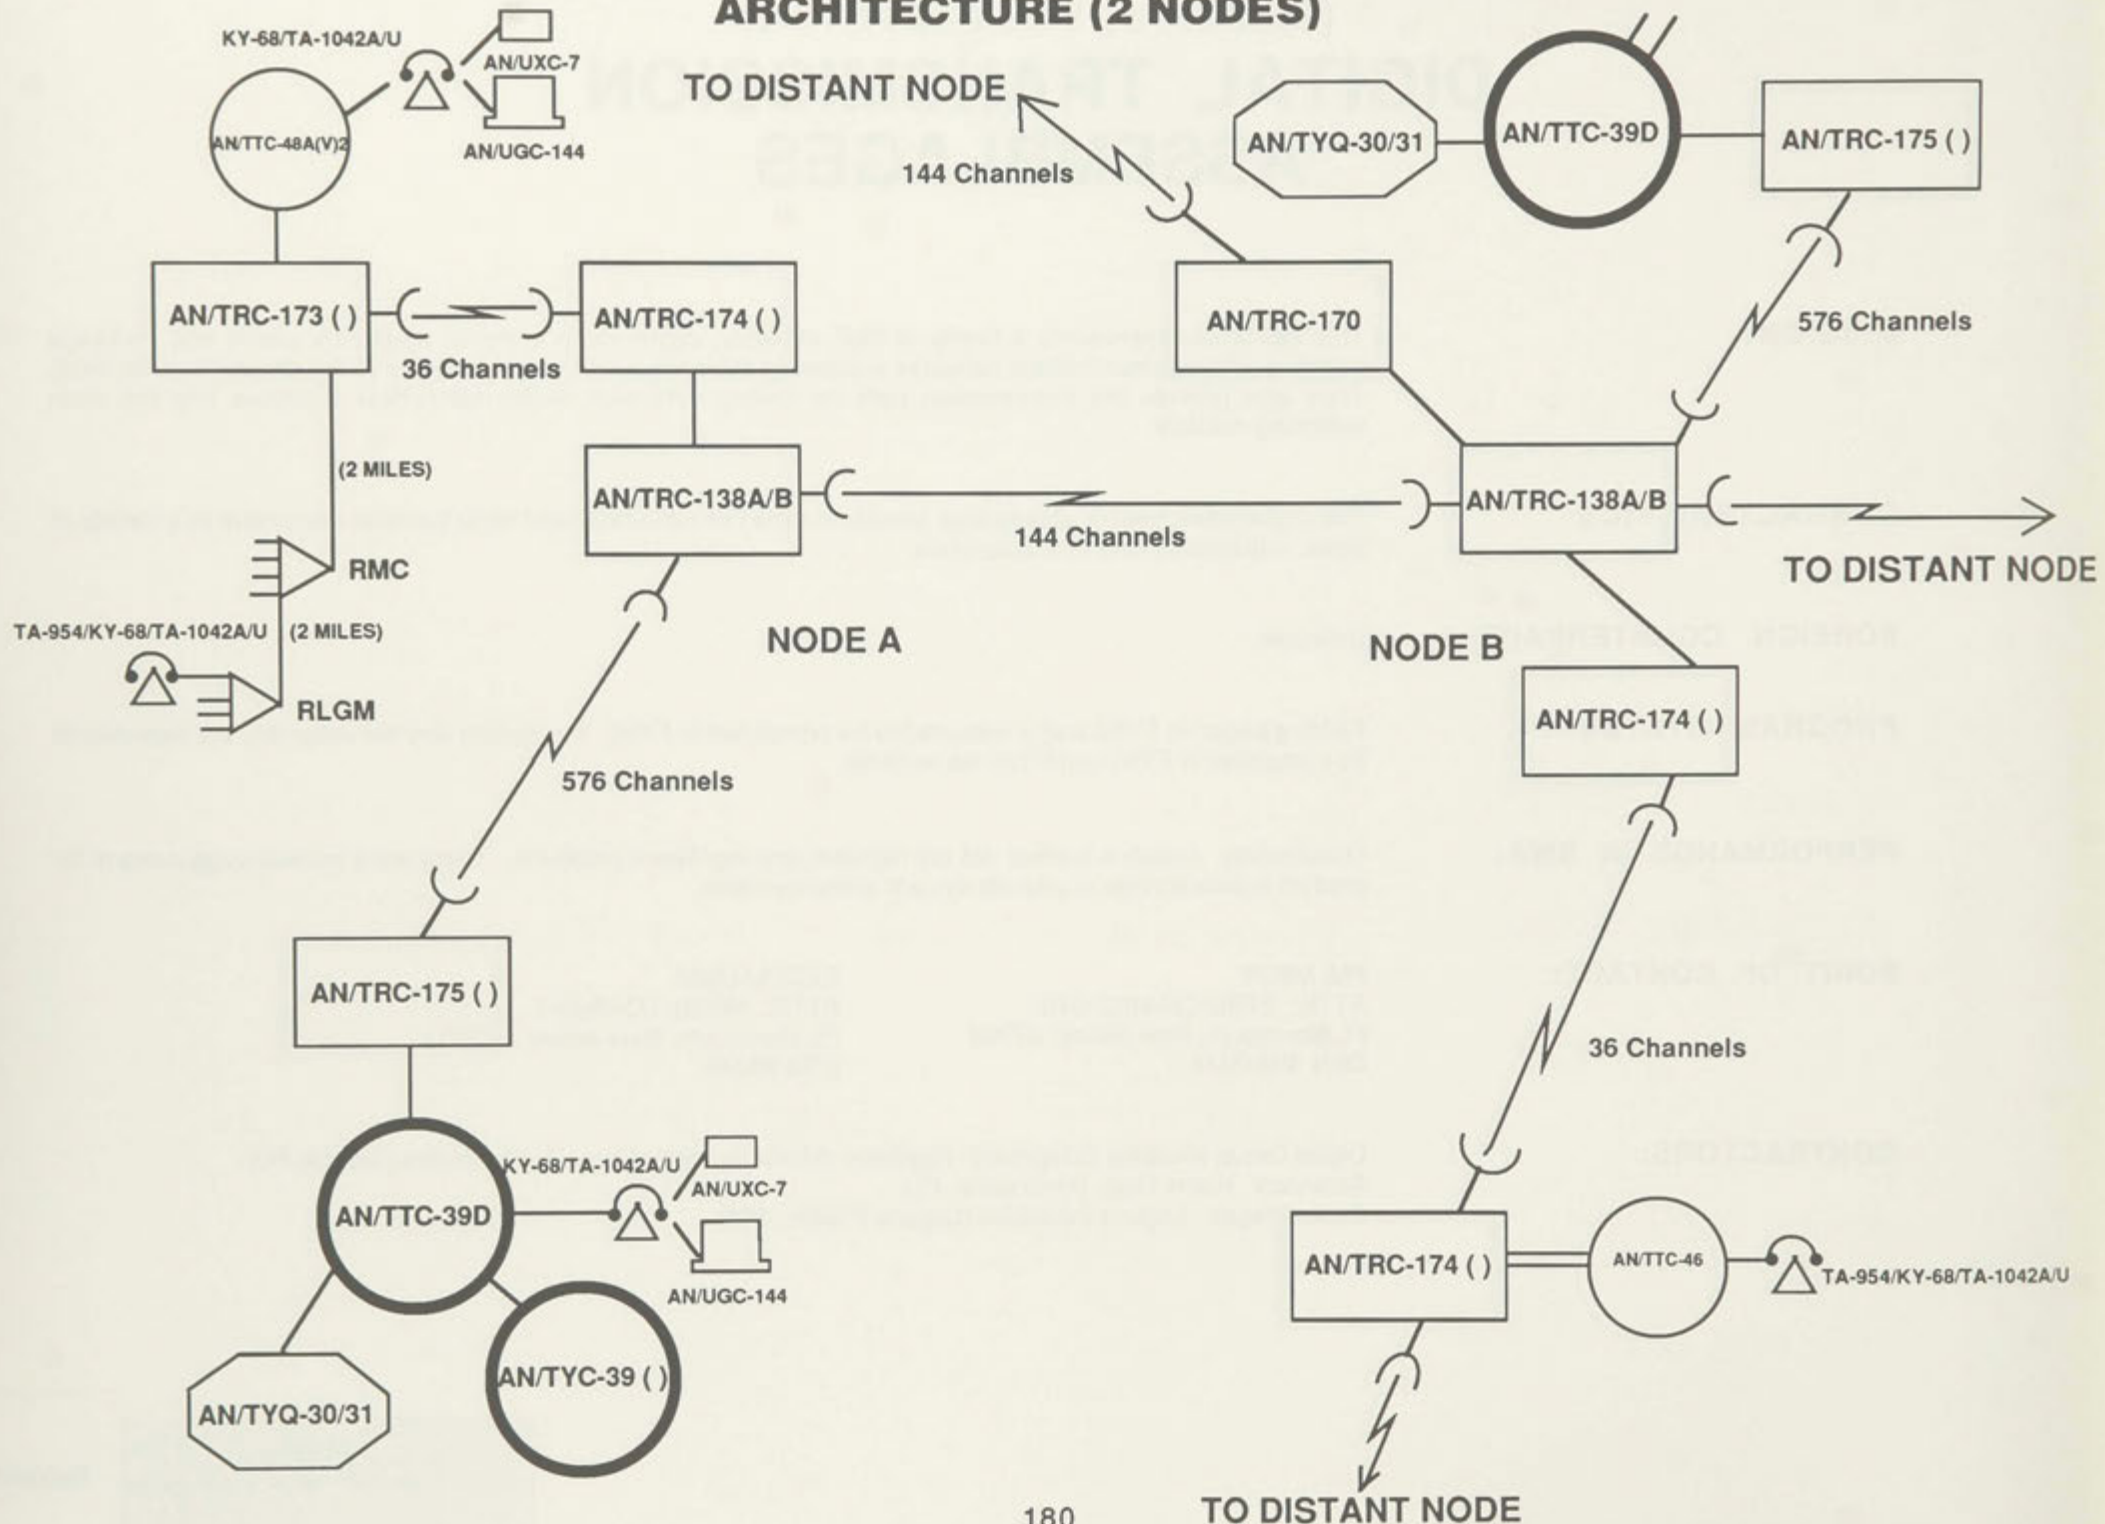 ARCHITECTURE (2 NODES)
KY-68/TA-1042A/U
AN/UXC-7
AN/UGC-144
AN/TTC-48A(V)2
TO DISTANT NODE
144 Channels
AN/TYQ-30/31
AN/TTC-39D
AN/TRC-175 ( )
AN/TRC-173 ( )
36 Channels
AN/TRC-174 ( )
AN/TRC-170
576 Channels
(2 MILES)
AN/TRC-138A/B
144 Channels
AN/TRC-138A/B
TO DISTANT NODE
RMC
TA-954/KY-68/TA-1042A/U
(2 MILES)
RLGM
NODE A
NODE B
AN/TRC-174 ( )
576 Channels
AN/TRC-175 ( )
36 Channels
AN/TTC-39D
KY-68/TA-1042A/U
AN/UXC-7
AN/UGC-144
AN/TYQ-30/31
AN/TYC-39 ( )
AN/TRC-174 ( )
AN/TTC-46
TA-954/KY-68/TA-1042A/U
TO DISTANT NODE
180